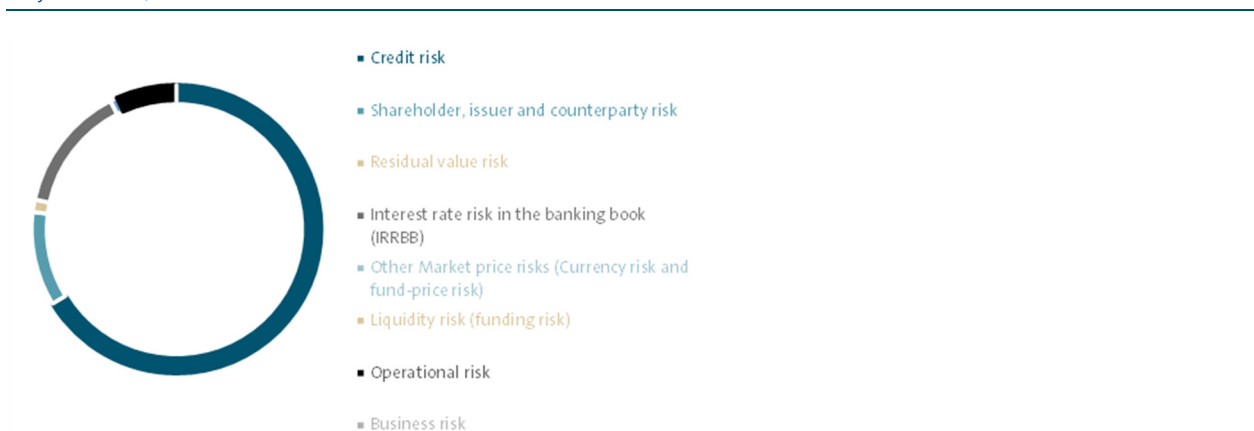 Credit risk
Shareholder, issuer and counterparty risk
Residual value risk
Interest rate risk in the banking book
(IRRBB)
Other Market price risks (Currency risk and
fund-price risk)
Liquidity risk (funding risk)
Operational risk
Business risk